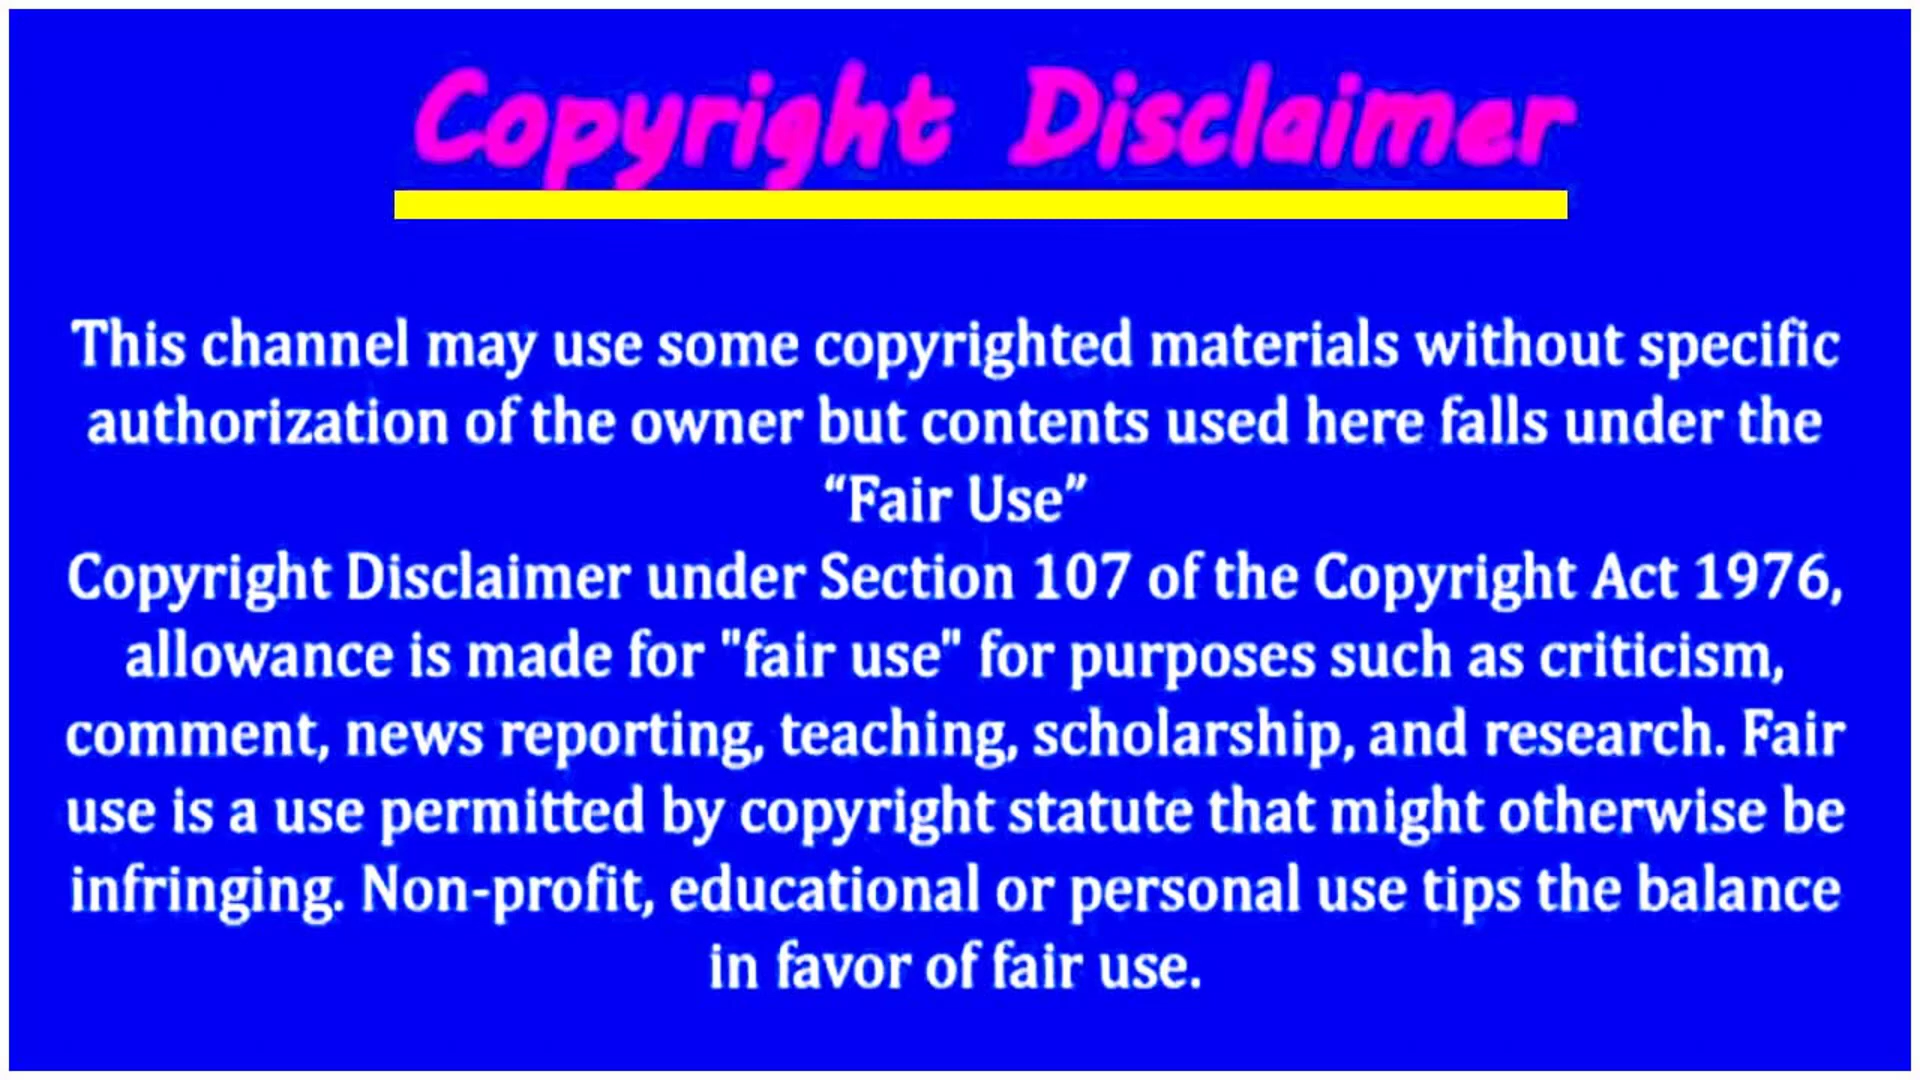 Copyright Disclaimer
This channel may use some copyrighted materials without specific
authorization of the owner but contents used here falls under the
“Fair Use”
Copyright Disclaimer under Section 107 of the Copyright Act 1976,
allowance is made for "fair use" for purposes such as criticism,
comment, news reporting, teaching, scholarship, and research. Fair
use is a use permitted by copyright statute that might otherwise be
infringing. Non-profit, educational or personal use tips the balance
in favor of fair use.